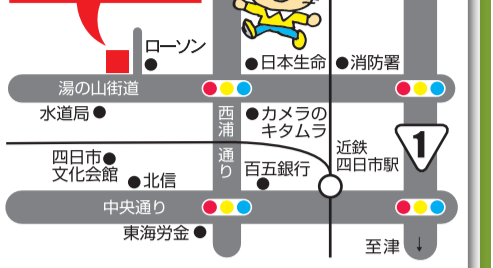 ローソン
日本生命
消防署
湯の山街道
水道局
西浦通り
カメラの
キタムラ
1
四日市
文化会館
北信
百五銀行
近鉄
四日市駅
中央通り
東海労金
至津
↓